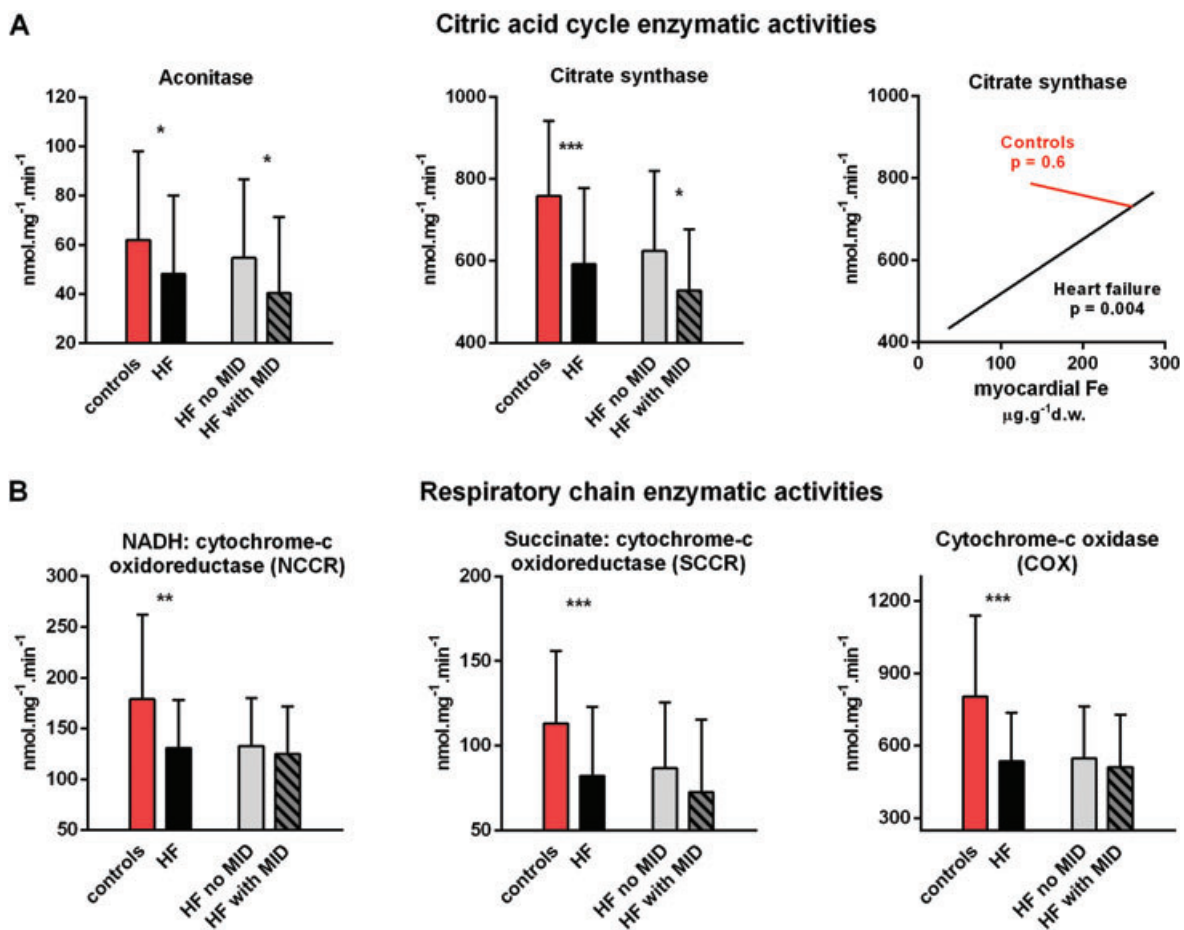 A
Citric acid cycle enzymatic activities
Aconitase
nmol.mg⁻¹.min⁻¹
120
100
80
60
40
20
*
*
controls
HF
HF no MID
HF with MID
Citrate synthase
nmol.mg⁻¹.min⁻¹
1000
800
600
400
***
*
controls
HF
HF no MID
HF with MID
Citrate synthase
nmol.mg⁻¹.min⁻¹
1000
800
600
400
Controls
p = 0.6
Heart failure
p = 0.004
0 100 200 300
myocardial Fe
µg.g⁻¹d.w.
B
Respiratory chain enzymatic activities
NADH: cytochrome-c
oxidoreductase (NCCR)
nmol.mg⁻¹.min⁻¹
300
250
200
150
100
50
**
controls
HF
HF no MID
HF with MID
Succinate: cytochrome-c
oxidoreductase (SCCR)
nmol.mg⁻¹.min⁻¹
200
150
100
50
***
controls
HF
HF no MID
HF with MID
Cytochrome-c oxidase
(COX)
nmol.mg⁻¹.min⁻¹
1200
900
600
300
***
controls
HF
HF no MID
HF with MID